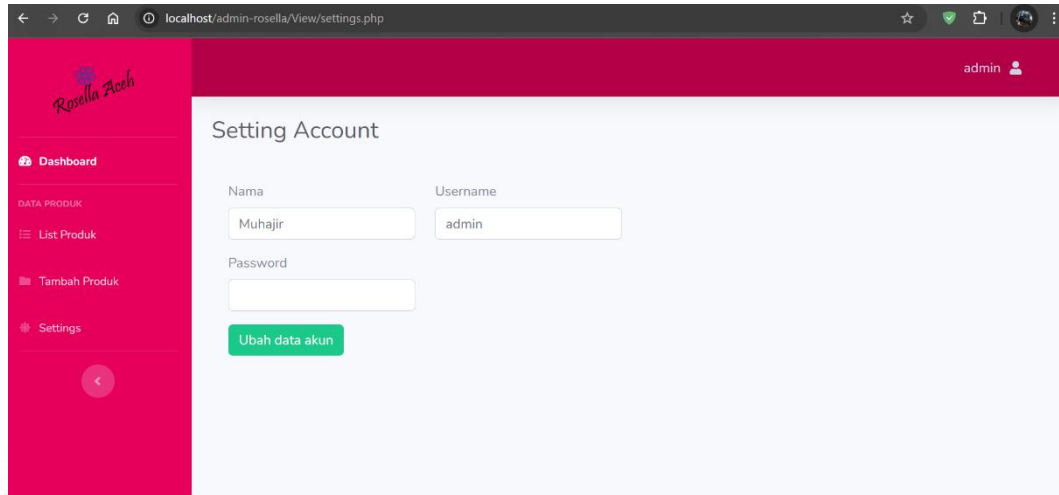 localhost/admin-rosella/View/settings.php
Rosella Aceh
admin
Setting Account
Dashboard
DATA PRODUK
List Produk
Tambah Produk
Settings
Nama
Username
Muhajir
admin
Password
Ubah data akun